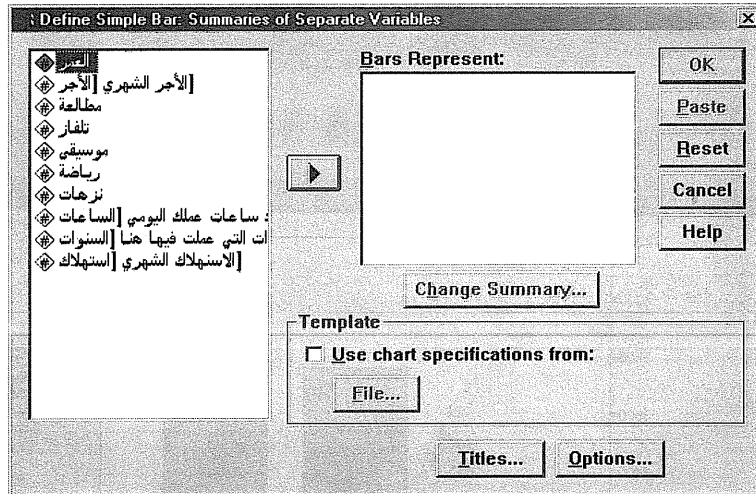 Define Simple Bar: Summaries of Separate Variables
العمر
الأجر الشهري [الأجر]
مطالعة
تلفاز
موسيقى
رياضة
نزهات
د ساعات عملك اليومي [الساعات
ات التي عملت فيها هنا [السنوات
الاستهلاك الشهري [استهلاك]
Bars Represent:
Change Summary...
OK
Paste
Reset
Cancel
Help
Template
Use chart specifications from:
File...
Titles...
Options...